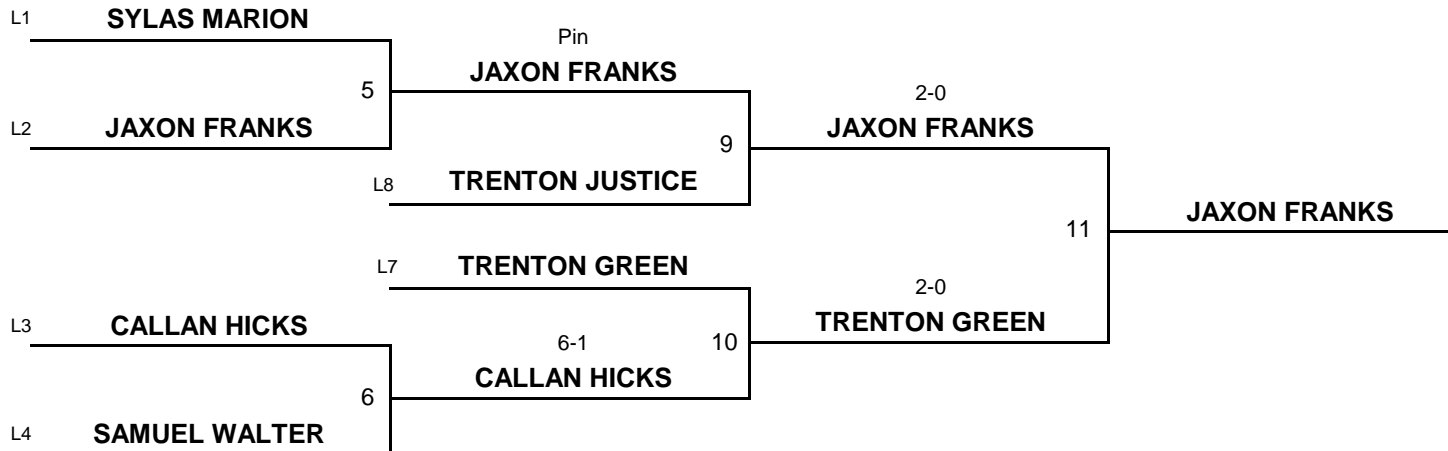 L1 SYLAS MARION
Pin
JAXON FRANKS
5
2-0
L2 JAXON FRANKS
JAXON FRANKS
9
L8 TRENTON JUSTICE
JAXON FRANKS
11
L7 TRENTON GREEN
2-0
L3 CALLAN HICKS
TRENTON GREEN
6-1
10
CALLAN HICKS
6
L4 SAMUEL WALTER